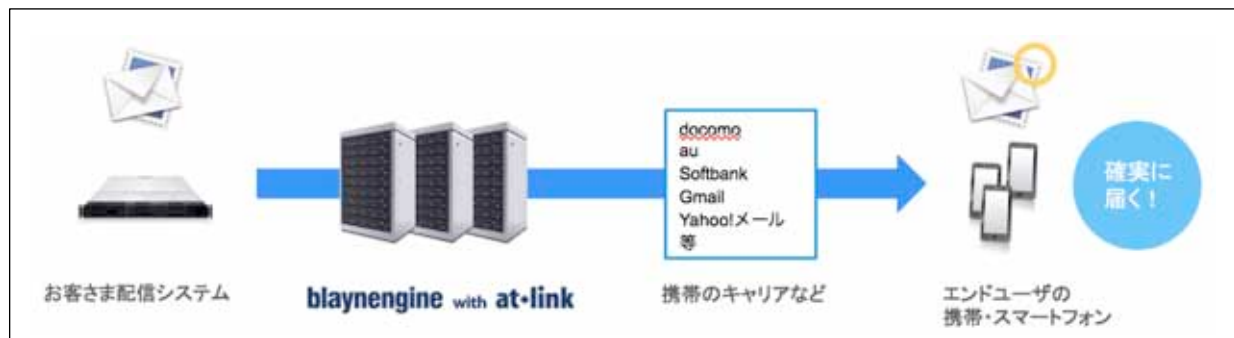 docomo
au
Softbank
Gmail
Yahoo!メール
等
確実に
届く!
お客さま配信システム
blaynengine with at•link
携帯のキャリアなど
エンドユーザの
携帯・スマートフォン